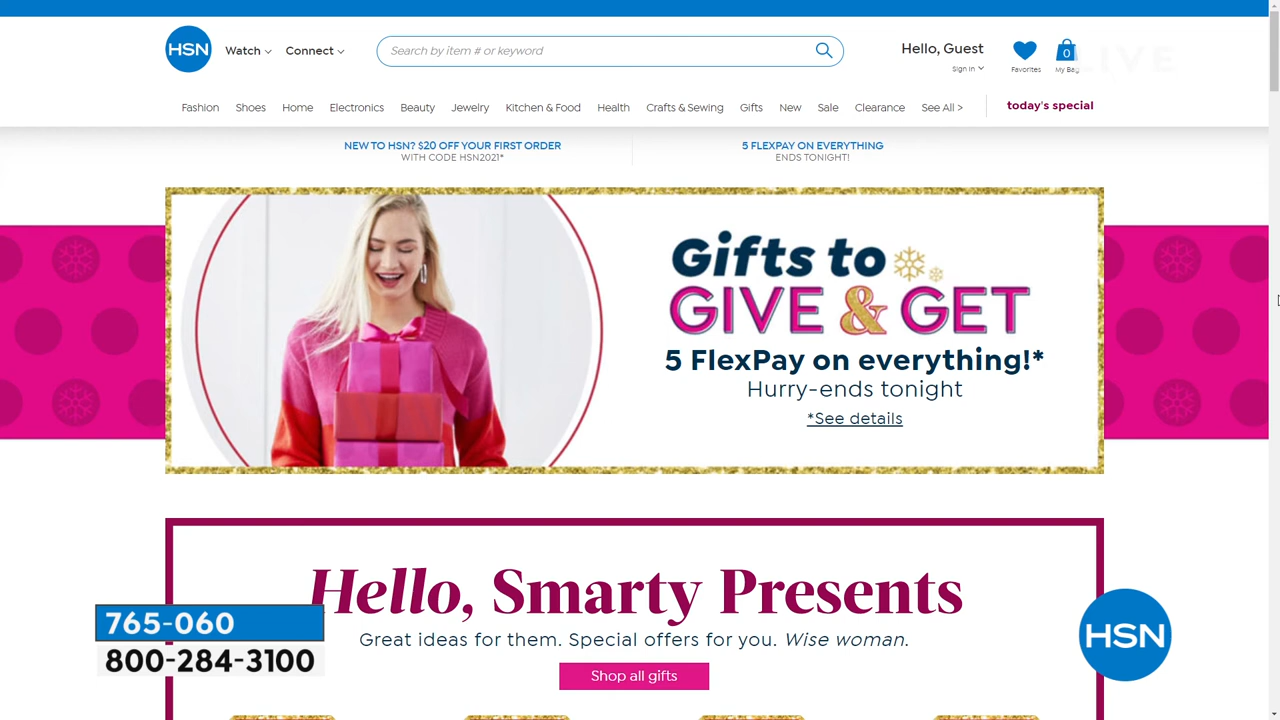 HSN
Watch
Connect
Search by item # or keyword
Hello, Guest
Sign in
Favorites
0
My Bag
LIVE
Fashion
Shoes
Home
Electronics
Beauty
Jewelry
Kitchen & Food
Health
Crafts & Sewing
Gifts
New
Sale
Clearance
See All >
today's special
NEW TO HSN? $20 OFF YOUR FIRST ORDER
WITH CODE HSN2021*
5 FLEXPAY ON EVERYTHING
ENDS TONIGHT!
Gifts to
GIVE & GET
5 FlexPay on everything!*
Hurry-ends tonight
*See details
Hello, Smarty Presents
Great ideas for them. Special offers for you. Wise woman.
Shop all gifts
765-060
800-284-3100
HSN